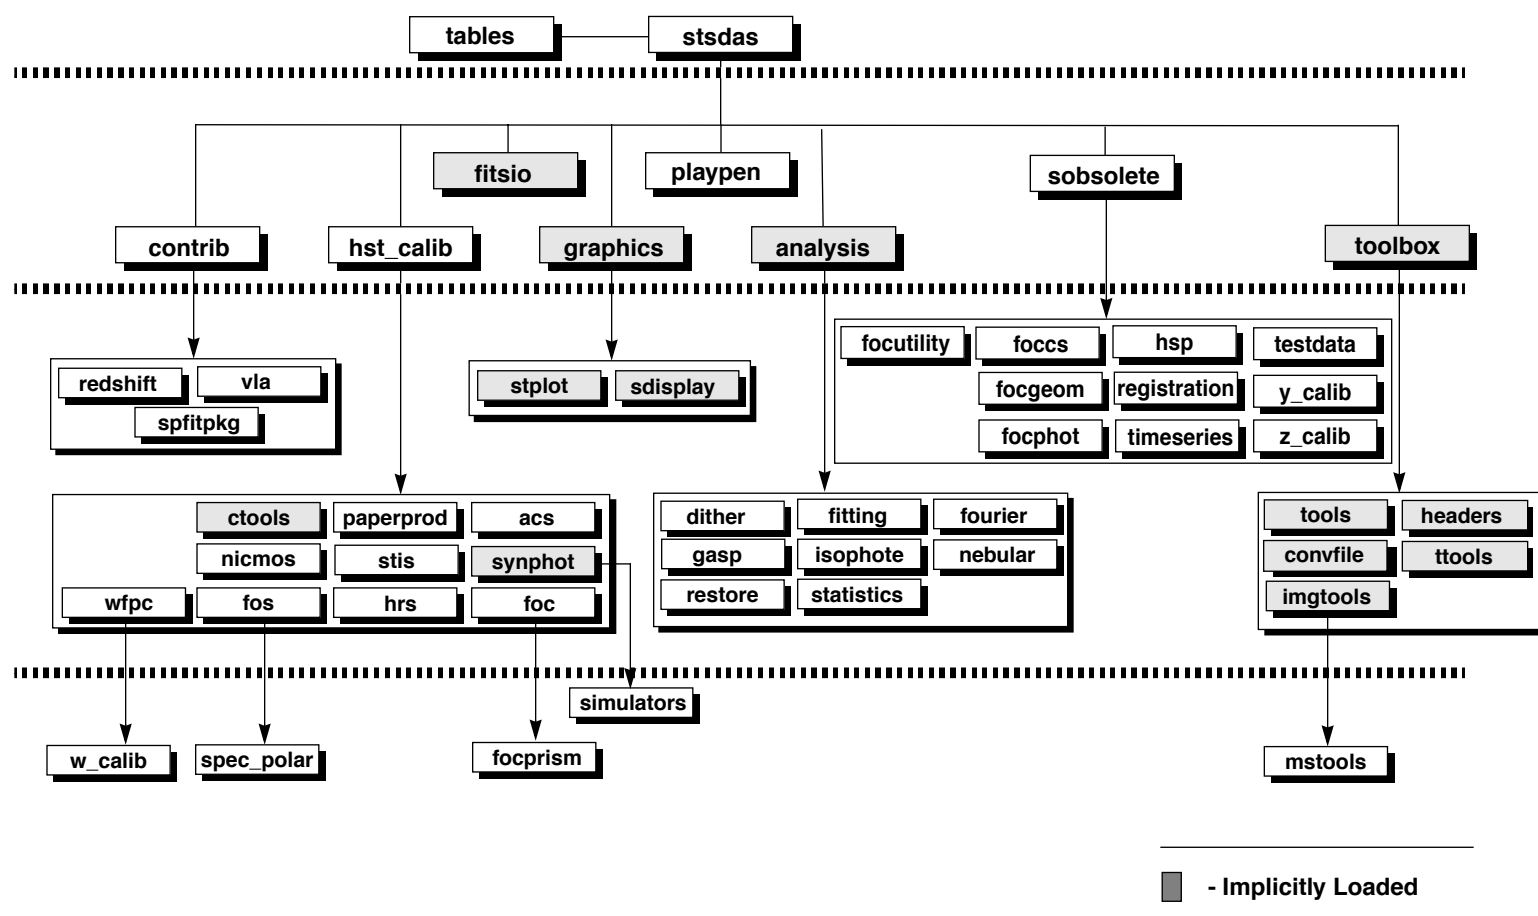 tables stsdas
fitsio playpen sobsolete
contrib hst_calib graphics analysis toolbox
redshift vla
spfitpkg
stplot sdisplay
focutility foccs hsp testdata
focgeom registration y_calib
focphot timeseries z_calib
ctools paperprod acs
nicmos stis synphot
wfpc fos hrs foc
dither fitting fourier
gasp isophote nebular
restore statistics
tools headers
convfile ttools
imgtools
simulators
w_calib spec_polar focprism mstools
- Implicitly Loaded